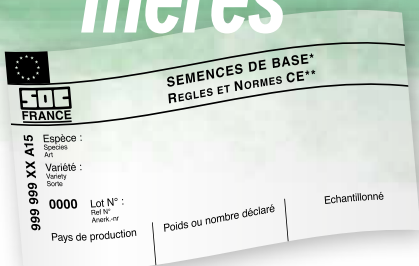 mères
SEMENCES DE BASE*
REGLES ET NORMES CE**
SOC
FRANCE
999 999 XX A15
Espèce :
Species
Art
Variété :
Variety
Sorte
0000 Lot N° :
Ref N°
Anerk.-nr
Pays de production
Poids ou nombre déclaré
Echantillonné